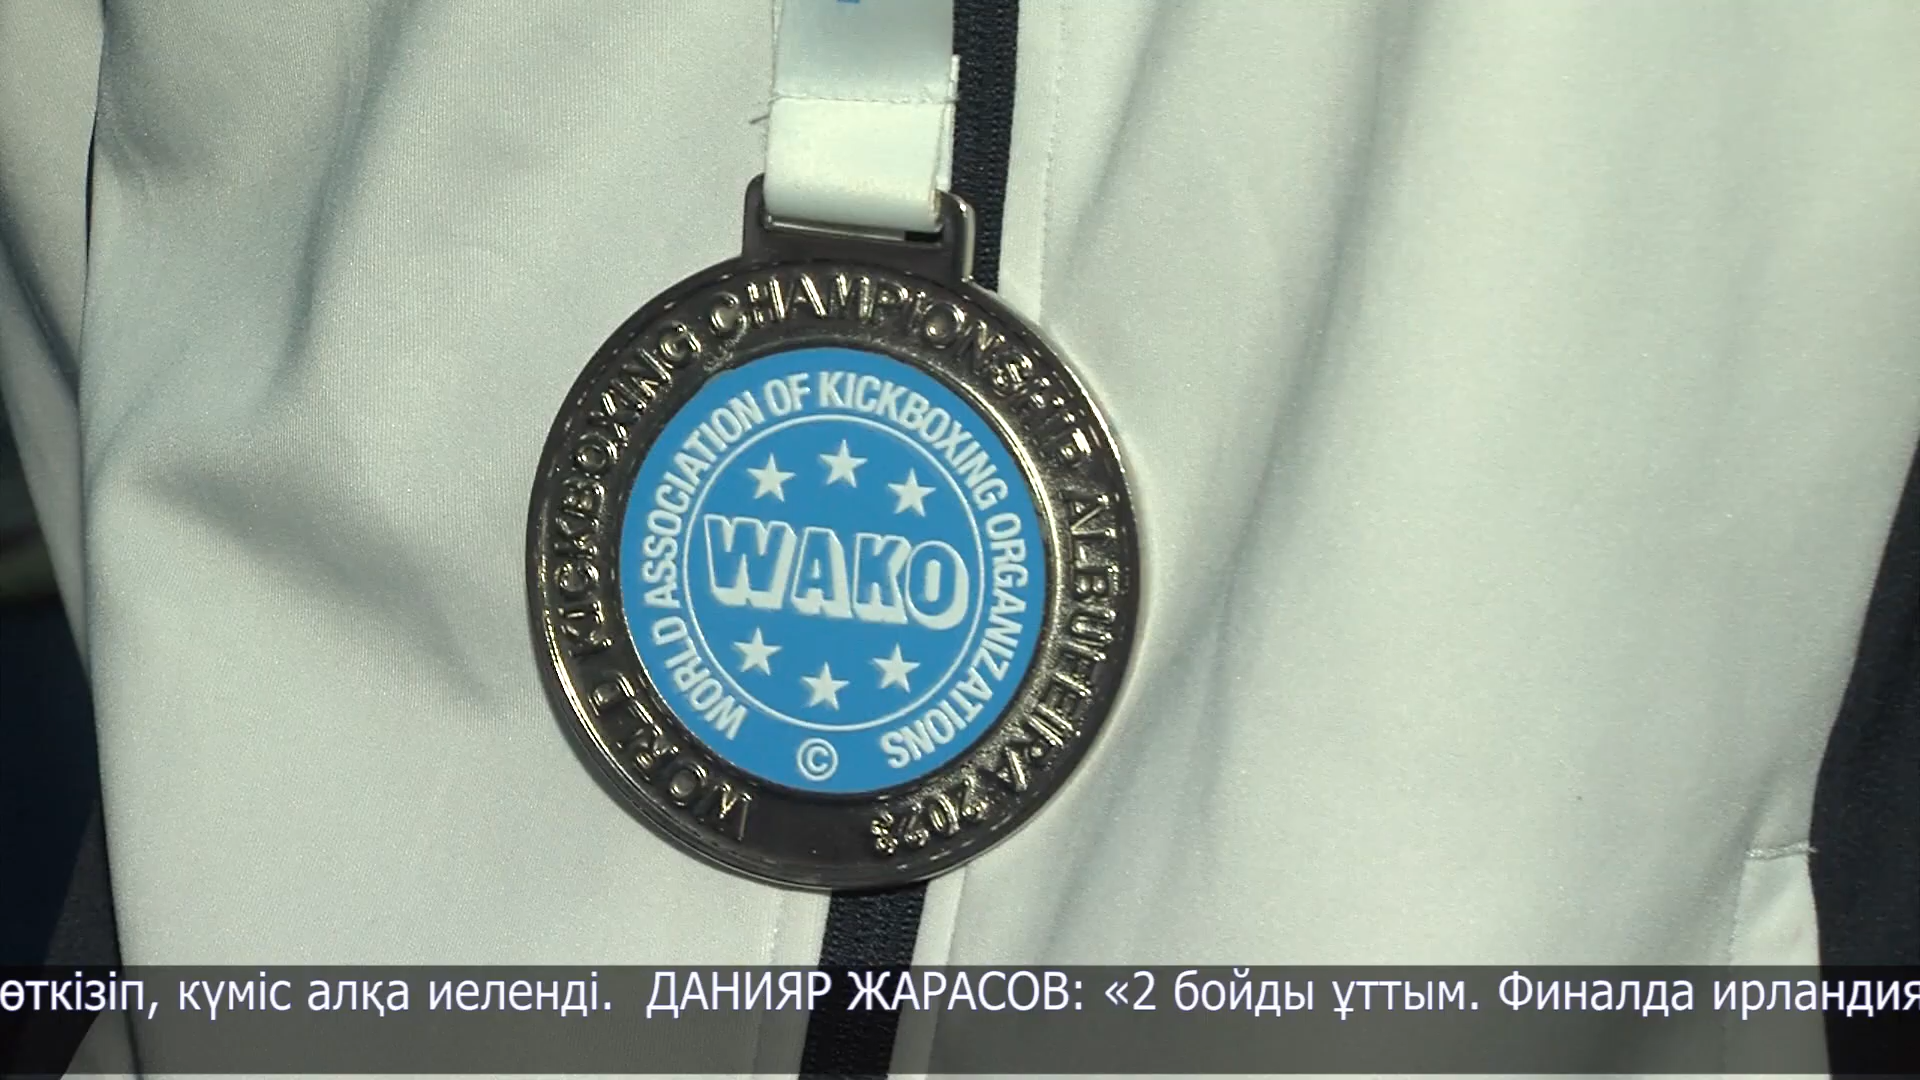 WORLD KICKBOXING CHAMPIONSHIP ALBUFEIRA 2023
WORLD ASSOCIATION OF KICKBOXING ORGANIZATIONS
WAKO
©
өткізіп, күміс алқа иеленді. ДАНИЯР ЖАРАСОВ: «2 бойды ұттым. Финалда ирландия